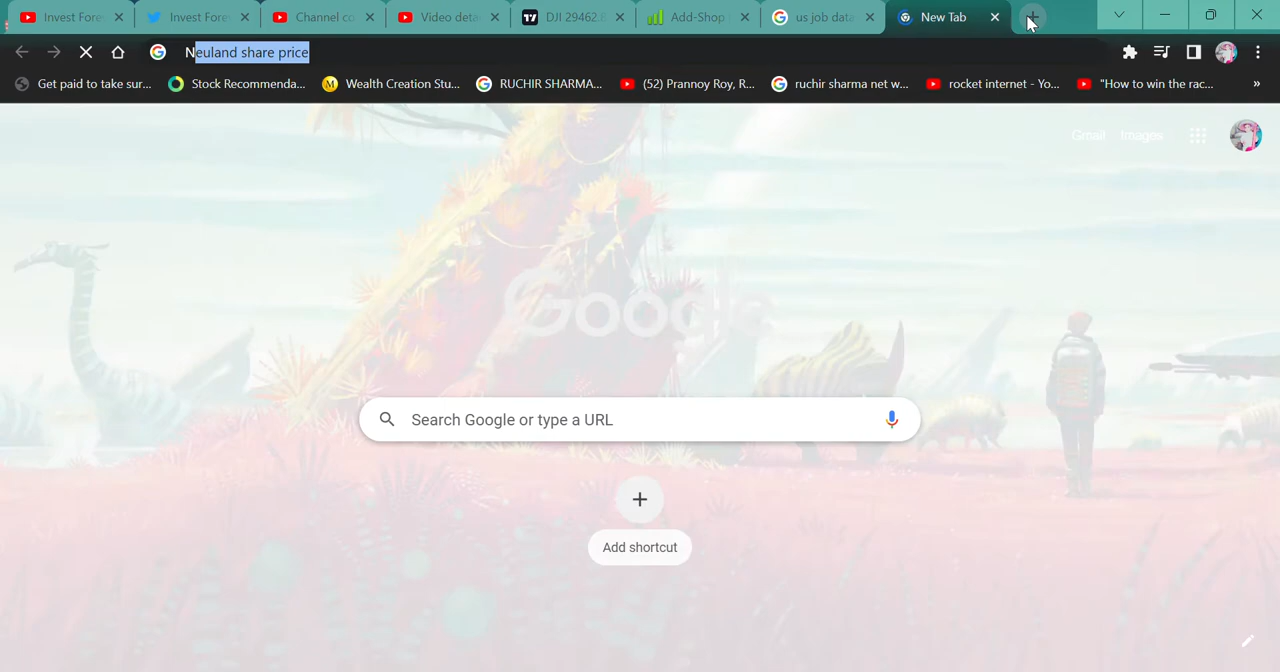 Invest Fore
Invest Fore
Channel co
Video deta
DJI 29462.8
Add-Shop
us job data
New Tab
Neuland share price
Get paid to take sur...
Stock Recommenda...
Wealth Creation Stu...
RUCHIR SHARMA...
(52) Prannoy Roy, R...
ruchir sharma net w...
rocket internet - Yo...
"How to win the rac...
»
Gmail
Images
Google
Search Google or type a URL
Add shortcut